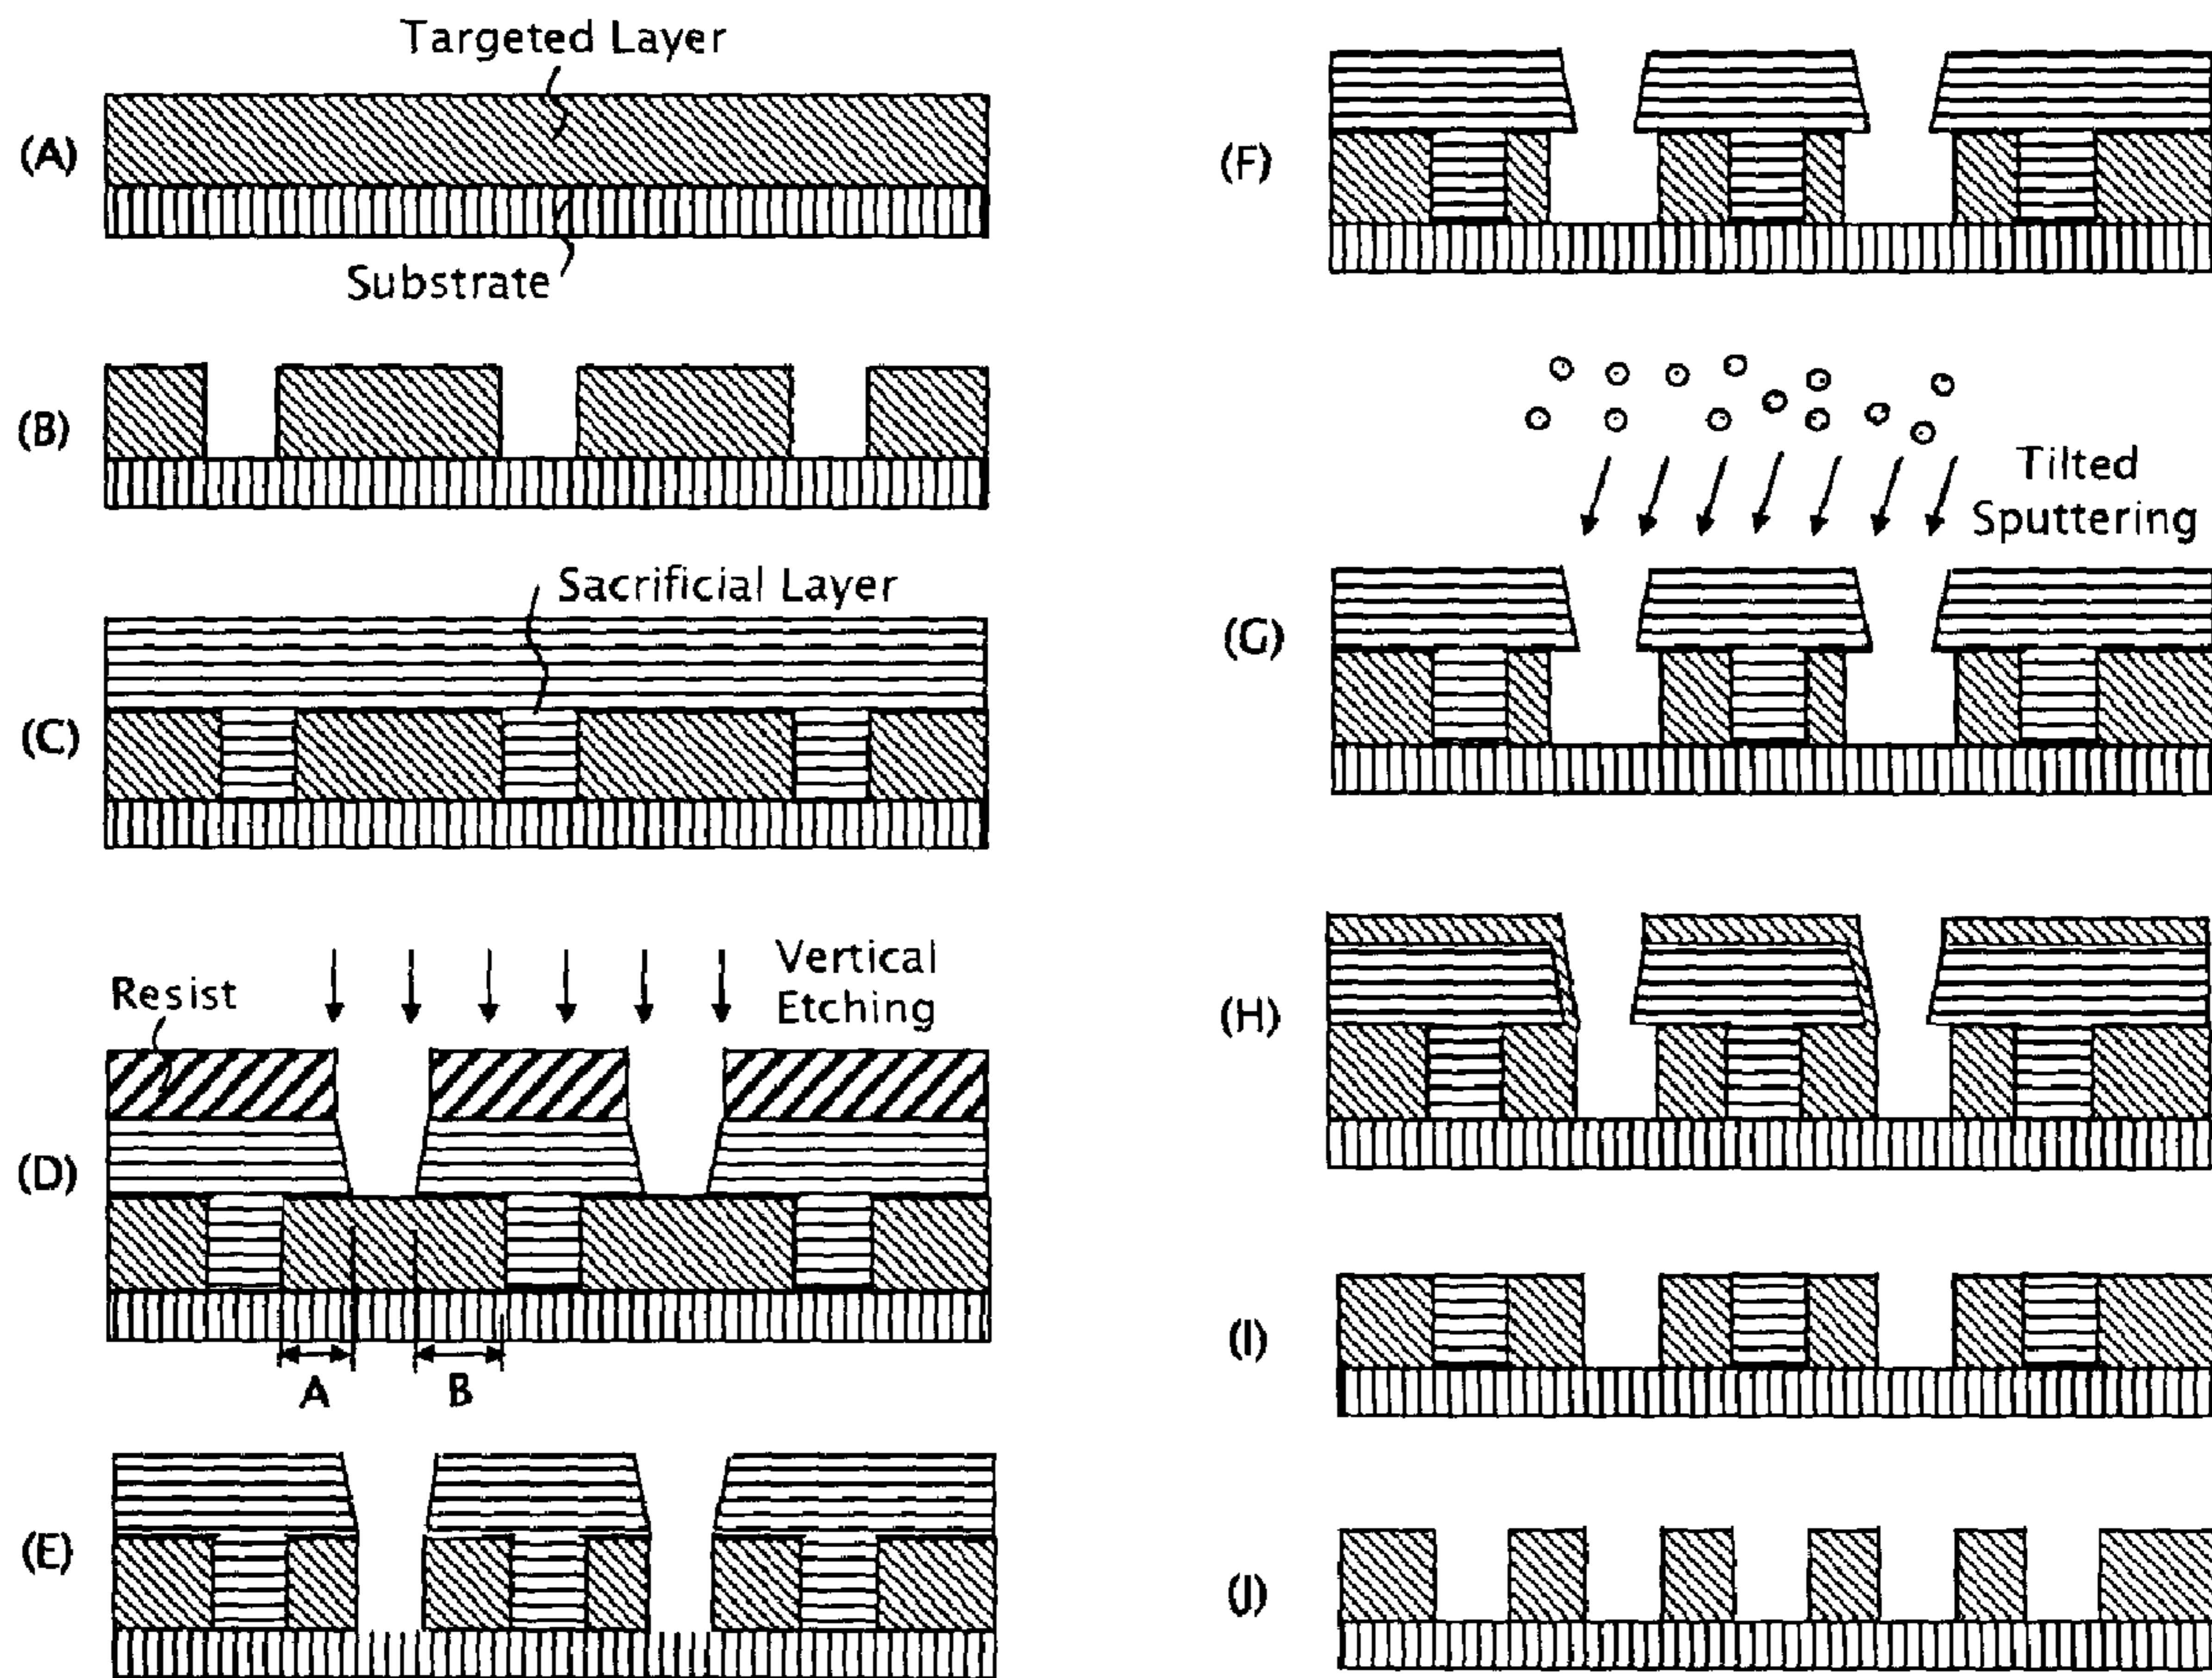 Targeted Layer
(A)
Substrate
(B)
Sacrificial Layer
(C)
Vertical
Etching
Resist
(D)
A
B
(E)
(F)
Tilted
Sputtering
(G)
(H)
(I)
(J)